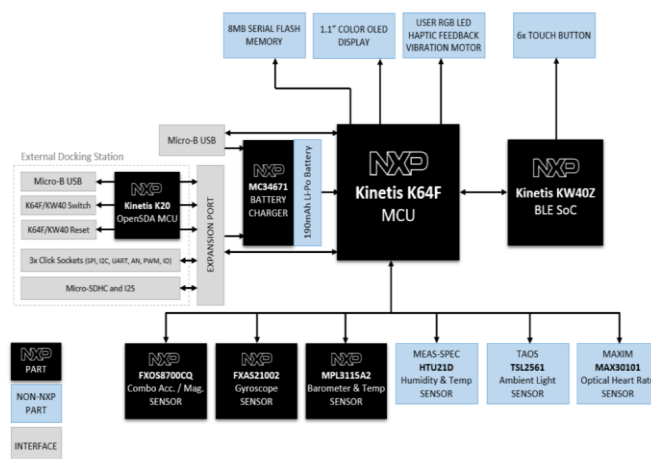 8MB SERIAL FLASH
MEMORY
1.1" COLOR OLED
DISPLAY
USER RGB LED
HAPTIC FEEDBACK
VIBRATION MOTOR
6x TOUCH BUTTON
Micro-B USB
External Docking Station
Micro-B USB
K64F/KW40 Switch
K64F/KW40 Reset
3x Click Sockets (SPI, I2C, UART, AN, PWM, IO)
Micro-SDHC and I2S
NXP
Kinetis K20
OpenSDA MCU
EXPANSION PORT
NXP
MC34671
BATTERY
CHARGER
190mAh Li-Po Battery
NXP
Kinetis K64F
MCU
NXP
Kinetis KW40Z
BLE SoC
NXP
FXOS8700CQ
Combo Acc. / Mag.
SENSOR
NXP
FXAS21002
Gyroscope
SENSOR
NXP
MPL3115A2
Barometer & Temp
SENSOR
MEAS-SPEC
HTU21D
Humidity & Temp
SENSOR
TAOS
TSL2561
Ambient Light
SENSOR
MAXIM
MAX30101
Optical Heart Rate
SENSOR
NXP
PART
NON-NXP
PART
INTERFACE